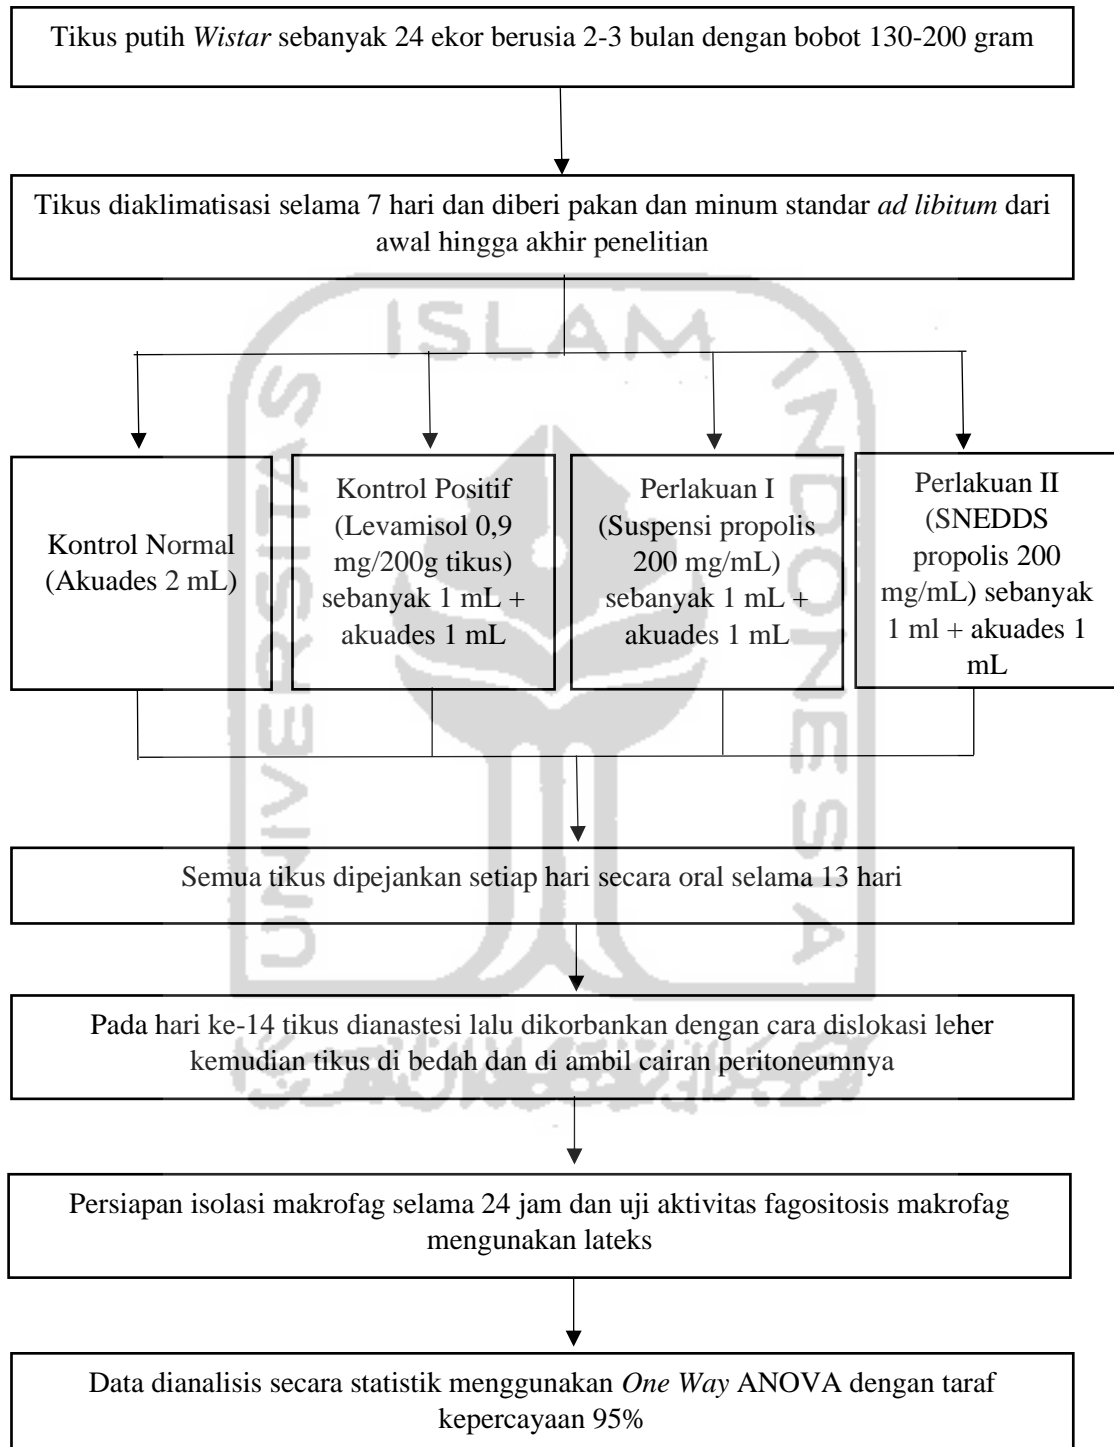 Tikus putih Wistar sebanyak 24 ekor berusia 2-3 bulan dengan bobot 130-200 gram
Tikus diaklimatisasi selama 7 hari dan diberi pakan dan minum standar ad libitum dari
awal hingga akhir penelitian
ISLAM
UNIVERSITAS
INDONESIA
Kontrol Normal
(Akuades 2 mL)
Kontrol Positif
(Levamisol 0,9
mg/200g tikus)
sebanyak 1 mL +
akuades 1 mL
Perlakuan I
(Suspensi propolis
200 mg/mL)
sebanyak 1 mL +
akuades 1 mL
Perlakuan II
(SNEDDS
propolis 200
mg/mL) sebanyak
1 ml + akuades 1
mL
Semua tikus dipejankan setiap hari secara oral selama 13 hari
Pada hari ke-14 tikus dianastesi lalu dikorbankan dengan cara dislokasi leher
kemudian tikus di bedah dan di ambil cairan peritoneumnya
Persiapan isolasi makrofag selama 24 jam dan uji aktivitas fagositosis makrofag
mengunakan lateks
Data dianalisis secara statistik menggunakan One Way ANOVA dengan taraf
kepercayaan 95%